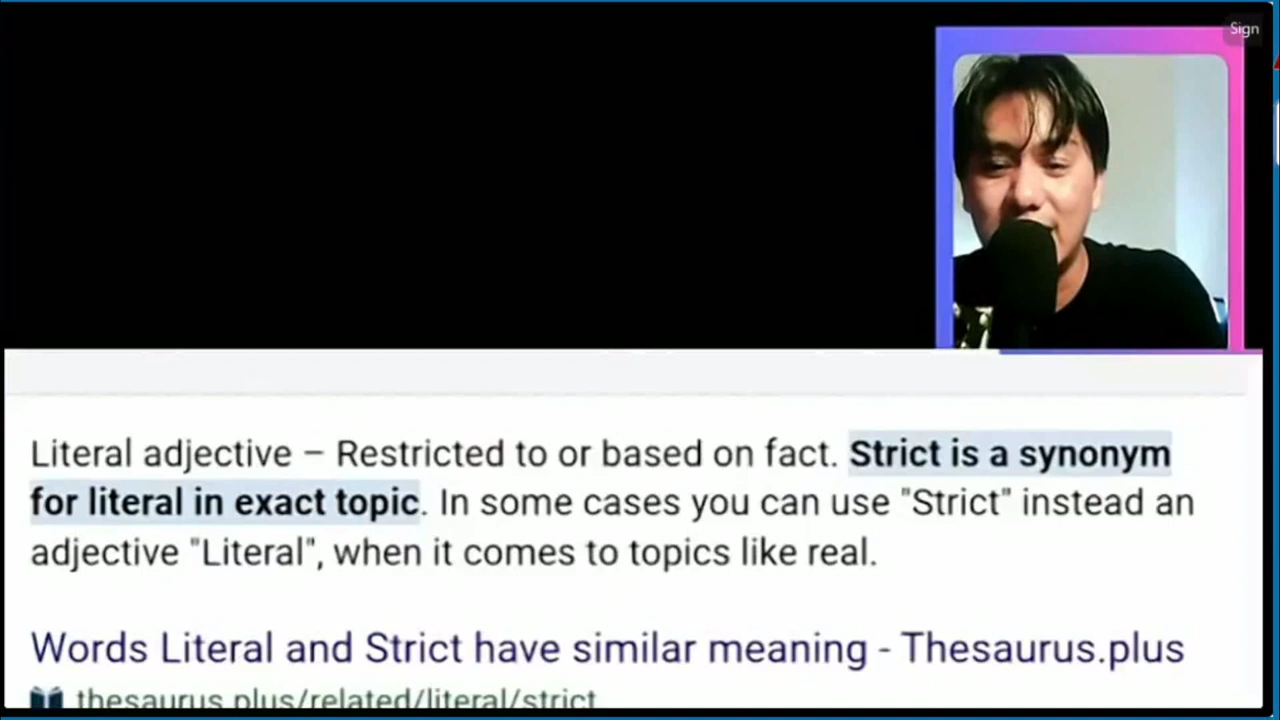 Sign
Literal adjective – Restricted to or based on fact. Strict is a synonym
for literal in exact topic. In some cases you can use "Strict" instead an
adjective "Literal", when it comes to topics like real.
Words Literal and Strict have similar meaning - Thesaurus.plus
thesaurus.plus/related/literal/strict